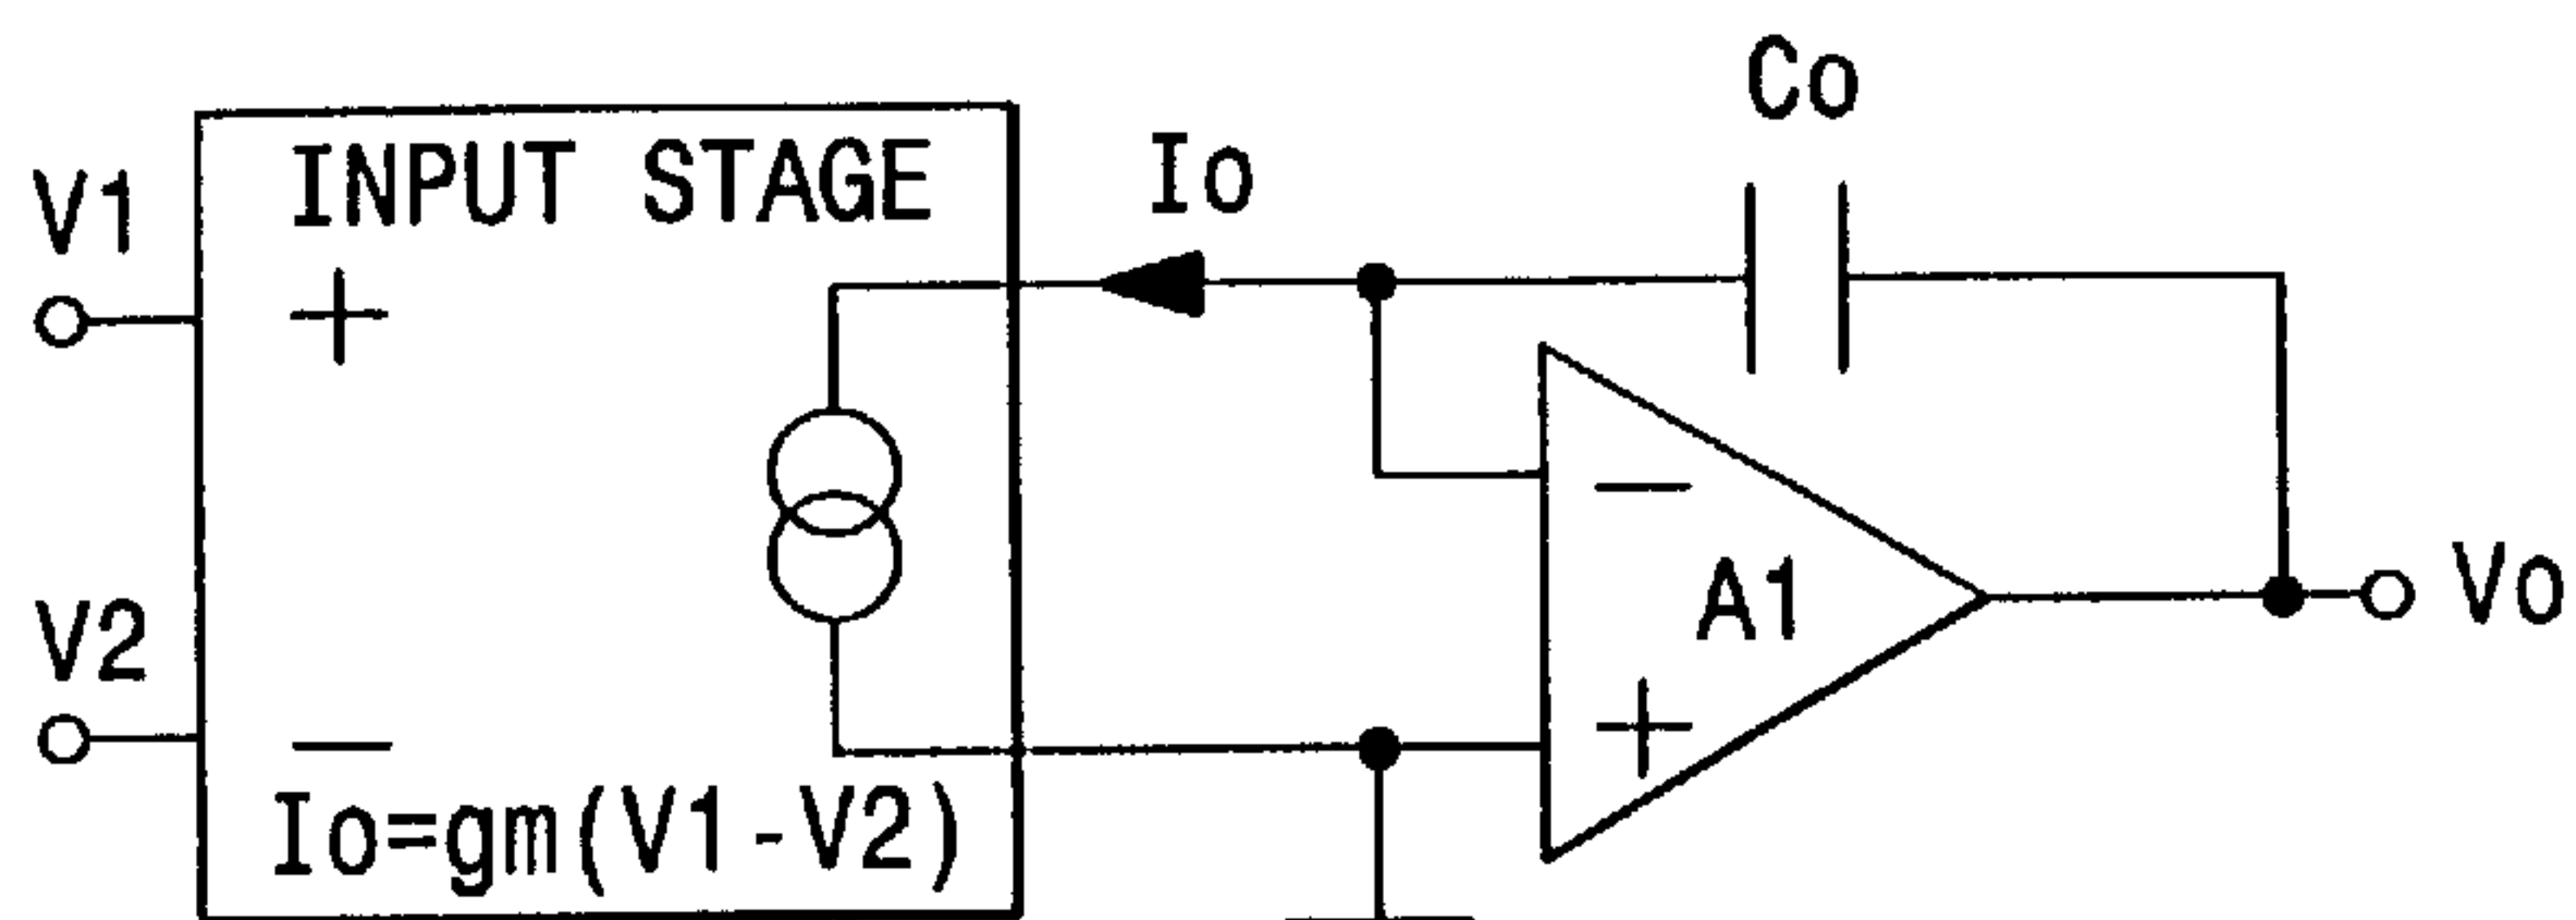 Co
INPUT STAGE
Io
V1
+
V2
−
Io=gm(V1-V2)
−
A1
+
Vo